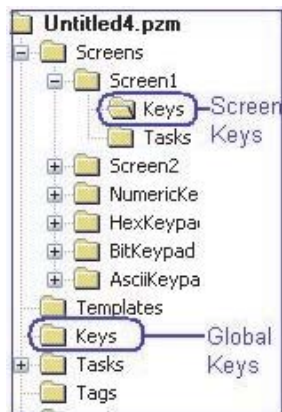 Untitled4.pzm
Screens
Screen1
Keys Screen
Tasks Keys
Screen2
NumericKe
HexKeypa
BitKeypad
AsciiKeypa
Templates
Keys Global
Tasks Keys
Tags